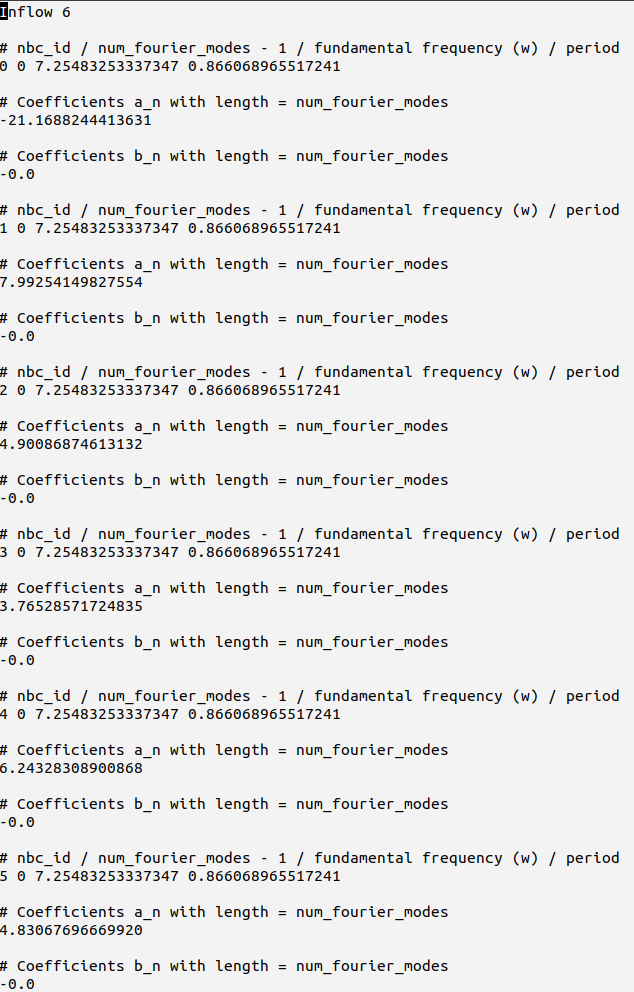 Inflow 6
# nbc_id / num_fourier_modes - 1 / fundamental frequency (w) / period
0 0 7.25483253337347 0.866068965517241
# Coefficients a_n with length = num_fourier_modes
-21.1688244413631
# Coefficients b_n with length = num_fourier_modes
-0.0
# nbc_id / num_fourier_modes - 1 / fundamental frequency (w) / period
1 0 7.25483253337347 0.866068965517241
# Coefficients a_n with length = num_fourier_modes
7.99254149827554
# Coefficients b_n with length = num_fourier_modes
-0.0
# nbc_id / num_fourier_modes - 1 / fundamental frequency (w) / period
2 0 7.25483253337347 0.866068965517241
# Coefficients a_n with length = num_fourier_modes
4.90086874613132
# Coefficients b_n with length = num_fourier_modes
-0.0
# nbc_id / num_fourier_modes - 1 / fundamental frequency (w) / period
3 0 7.25483253337347 0.866068965517241
# Coefficients a_n with length = num_fourier_modes
3.76528571724835
# Coefficients b_n with length = num_fourier_modes
-0.0
# nbc_id / num_fourier_modes - 1 / fundamental frequency (w) / period
4 0 7.25483253337347 0.866068965517241
# Coefficients a_n with length = num_fourier_modes
6.24328308900868
# Coefficients b_n with length = num_fourier_modes
-0.0
# nbc_id / num_fourier_modes - 1 / fundamental frequency (w) / period
5 0 7.25483253337347 0.866068965517241
# Coefficients a_n with length = num_fourier_modes
4.83067696669920
# Coefficients b_n with length = num_fourier_modes
-0.0